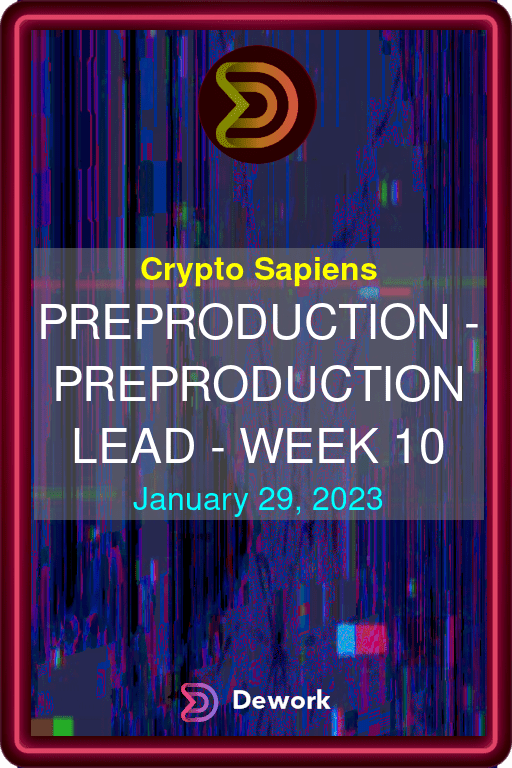 Crypto Sapiens
PREPRODUCTION -
PREPRODUCTION
LEAD - WEEK 10
January 29, 2023
Dework